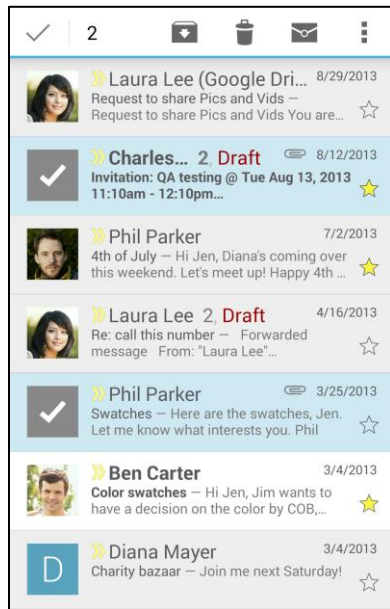 2
Laura Lee (Google Dri... 8/29/2013
Request to share Pics and Vids –
Request to share Pics and Vids You are...
Charles... 2, Draft 8/12/2013
Invitation: QA testing @ Tue Aug 13, 2013
11:10am - 12:10pm...
Phil Parker 7/2/2013
4th of July – Hi Jen, Diana's coming over
this weekend. Let's meet up! Happy 4th ...
Laura Lee 2, Draft 4/16/2013
Re: call this number – Forwarded
message From: "Laura Lee"...
Phil Parker 3/25/2013
Swatches – Here are the swatches, Jen.
Let me know what interests you. Phil
Ben Carter 3/4/2013
Color swatches – Hi Jen, Jim wants to
have a decision on the color by COB,...
D
Diana Mayer 3/4/2013
Charity bazaar – Join me next Saturday!